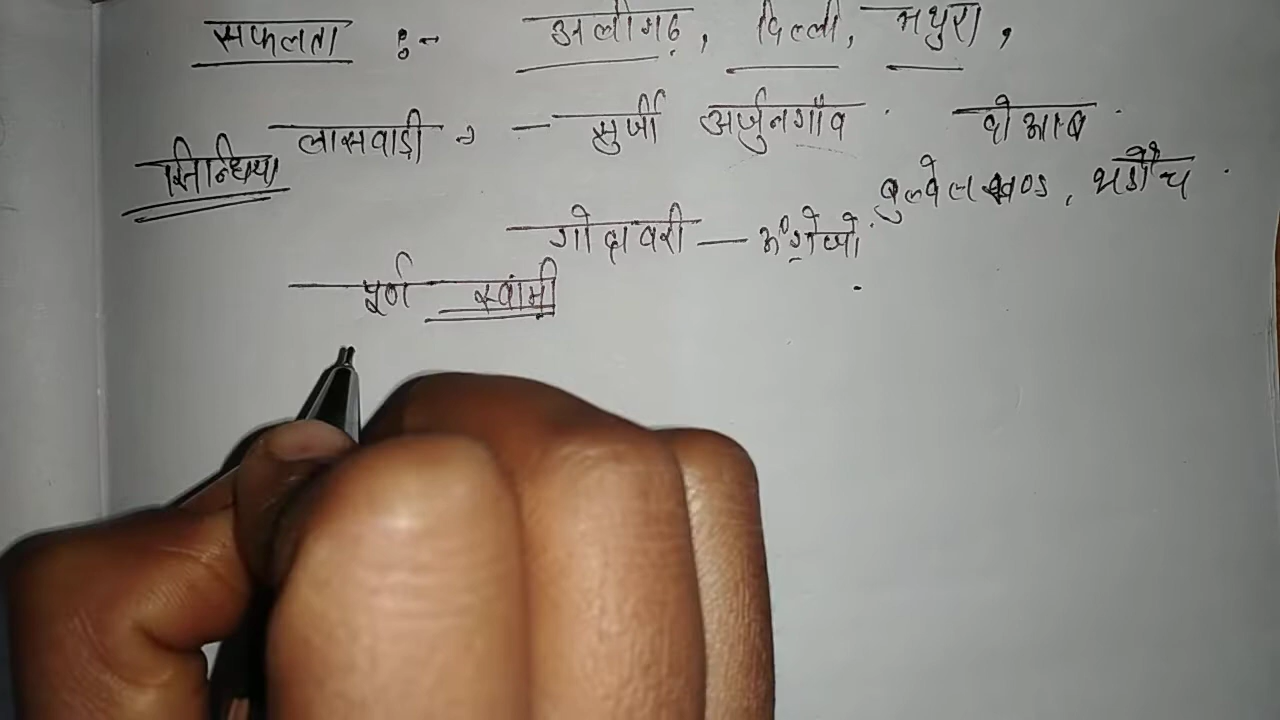 सफलता :- अलीगढ़, दिल्ली, मथुरा,
लासवाड़ी → — सुर्जी अर्जुनगाँव दोआब
सिन्धिया
बुन्देलखण्ड, भडौच
गोदावरी — अंग्रेजो
पूर्ण स्वामी